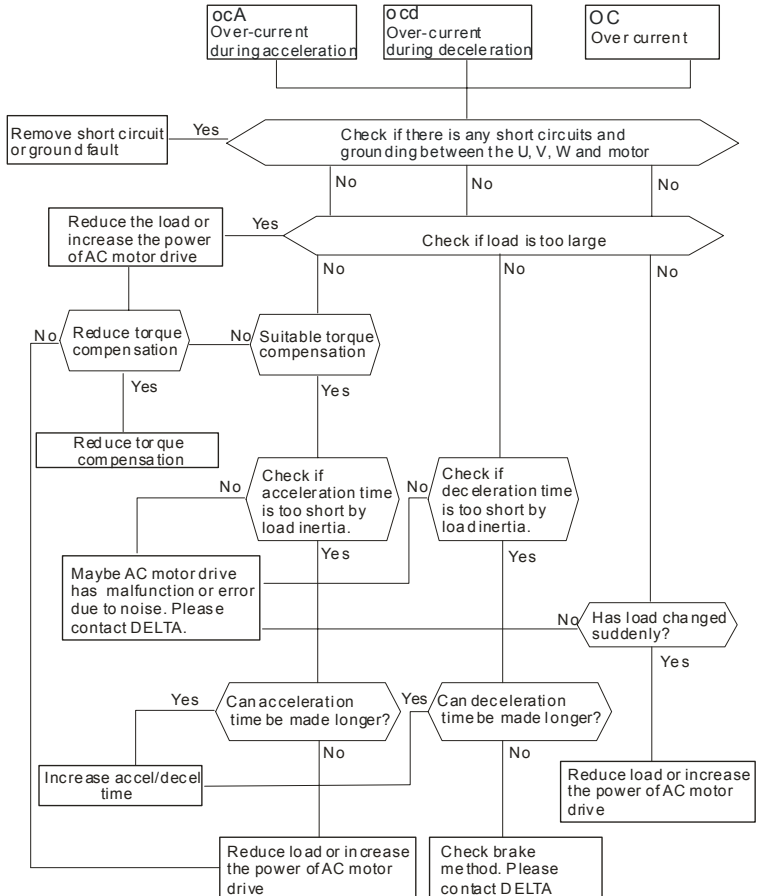 ocA
Over-current
during acceleration
ocd
Over-current
during deceleration
OC
Over current
Remove short circuit
or ground fault
Yes
Check if there is any short circuits and
grounding between the U, V, W and motor
No
No
No
Reduce the load or
increase the power
of AC motor drive
Yes
Check if load is too large
No
No
No
No
Reduce torque
compensation
No
Suitable torque
compensation
Yes
Yes
Reduce torque
compensation
No
Check if
acceleration time
is too short by
load inertia.
No
Check if
deceleration time
is too short by
load inertia.
Yes
Yes
Maybe AC motor drive
has malfunction or error
due to noise. Please
contact DELTA.
No
Has load changed
suddenly?
Yes
Yes
Can acceleration
time be made longer?
Yes
Can deceleration
time be made longer?
No
No
Increase accel/decel
time
Reduce load or increase
the power of AC motor
drive
Reduce load or increase
the power of AC motor
drive
Check brake
method. Please
contact DELTA